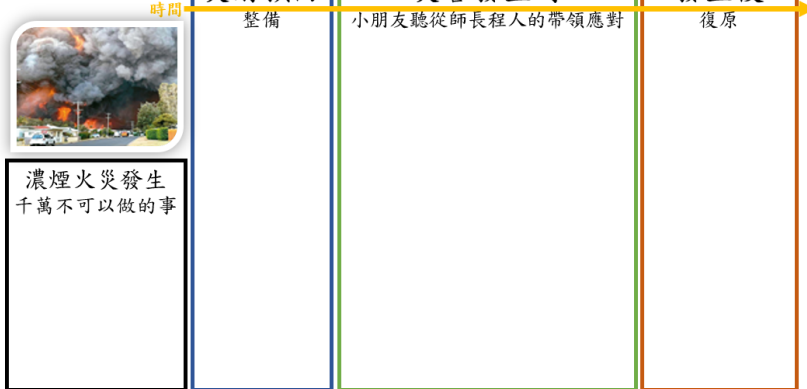 時間
整備
小朋友聽從師長程人的帶領應對
復原
濃煙火災發生
千萬不可以做的事